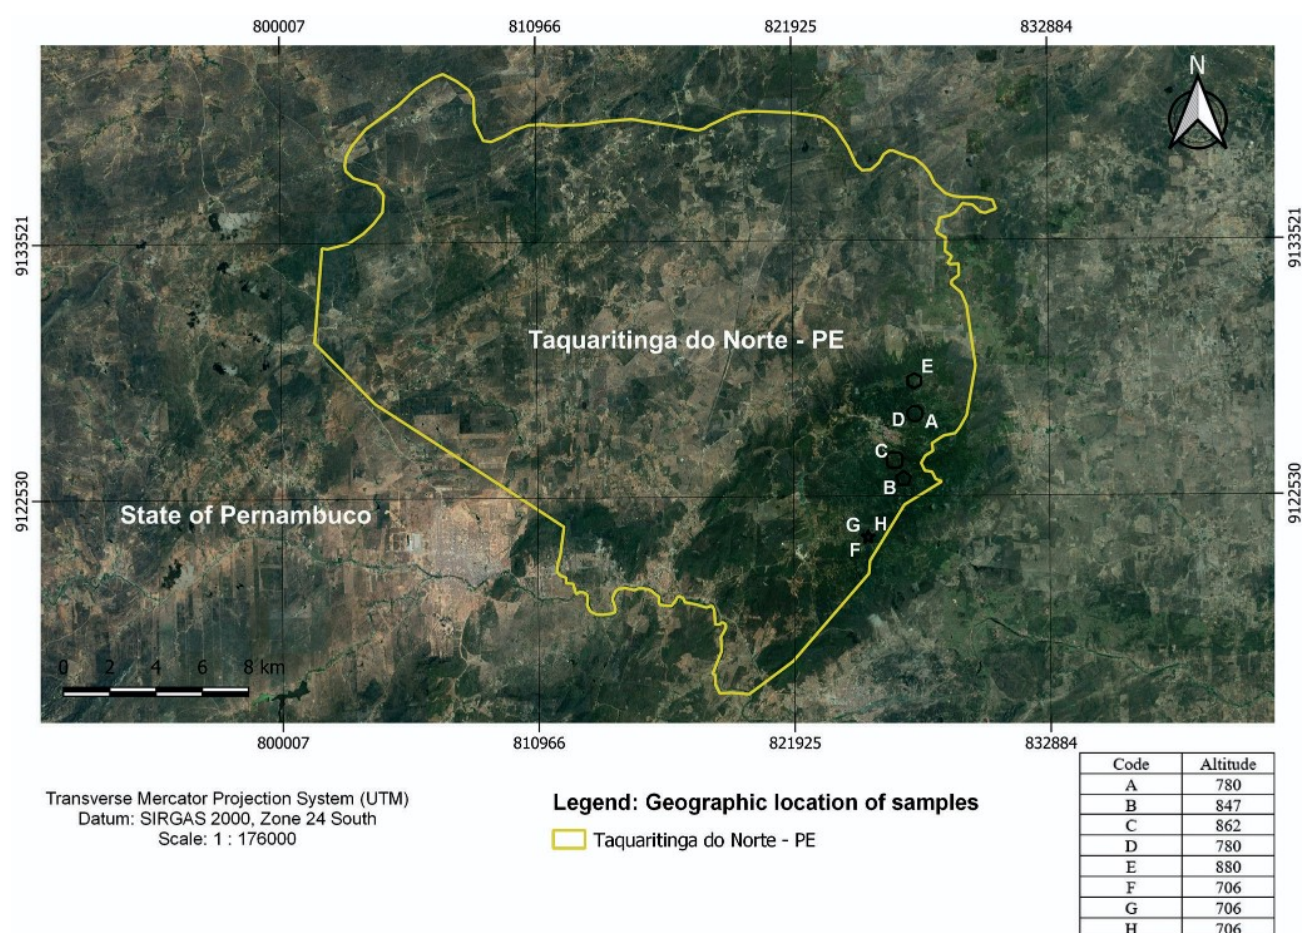 800007 810966 821925 832884
N
9133521 9133521
Taquaritinga do Norte - PE
E
D A
C
B
9122530 9122530
State of Pernambuco
G H
F
0 2 4 6 8 km
800007 810966 821925 832884
Transverse Mercator Projection System (UTM)
Datum: SIRGAS 2000, Zone 24 South
Scale: 1 : 176000
Legend: Geographic location of samples
Taquaritinga do Norte - PE
Code Altitude
A 780
B 847
C 862
D 780
E 880
F 706
G 706
H 706